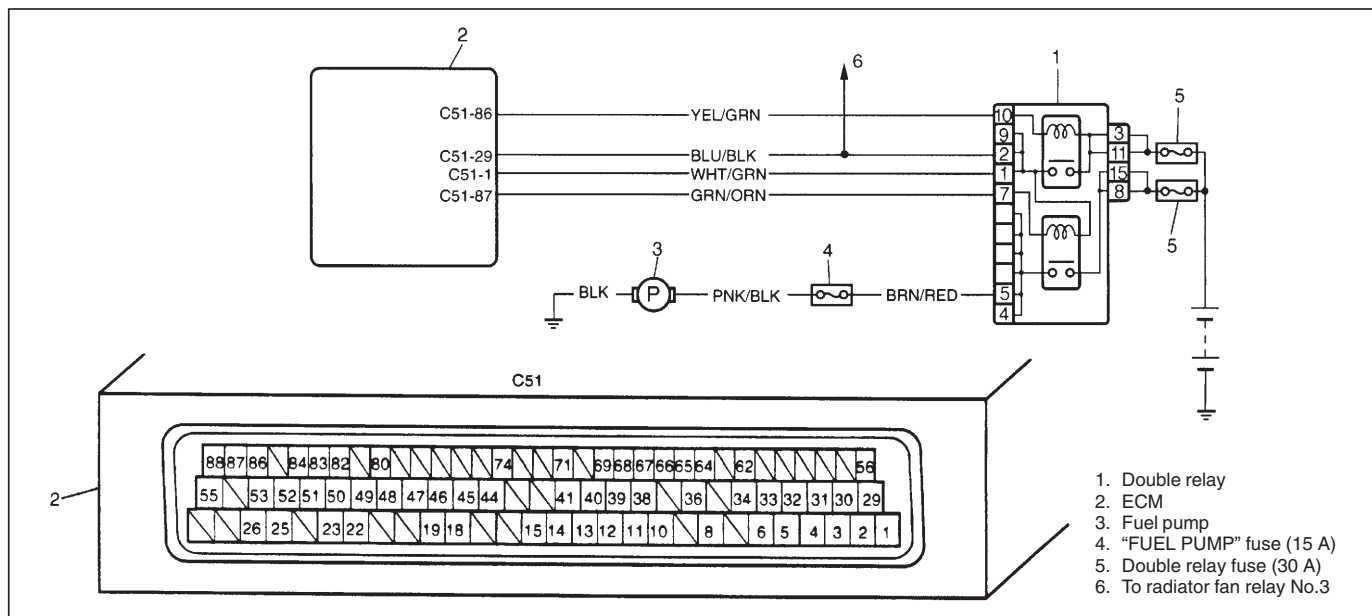 2
6
1
5
C51-86
YEL/GRN
10
3
9
C51-29
BLU/BLK
2
11
C51-1
WHT/GRN
1
15
C51-87
GRN/ORN
7
8
5
3
4
BLK
P
PNK/BLK
BRN/RED
5
4
C51
88 87 86 84 83 82 80 74 71 69 68 67 66 65 64 62 56
55 53 52 51 50 49 48 47 46 45 44 41 40 39 38 36 34 33 32 31 30 29
26 25 23 22 19 18 15 14 13 12 11 10 8 6 5 4 3 2 1
2
1. Double relay
2. ECM
3. Fuel pump
4. “FUEL PUMP” fuse (15 A)
5. Double relay fuse (30 A)
6. To radiator fan relay No.3